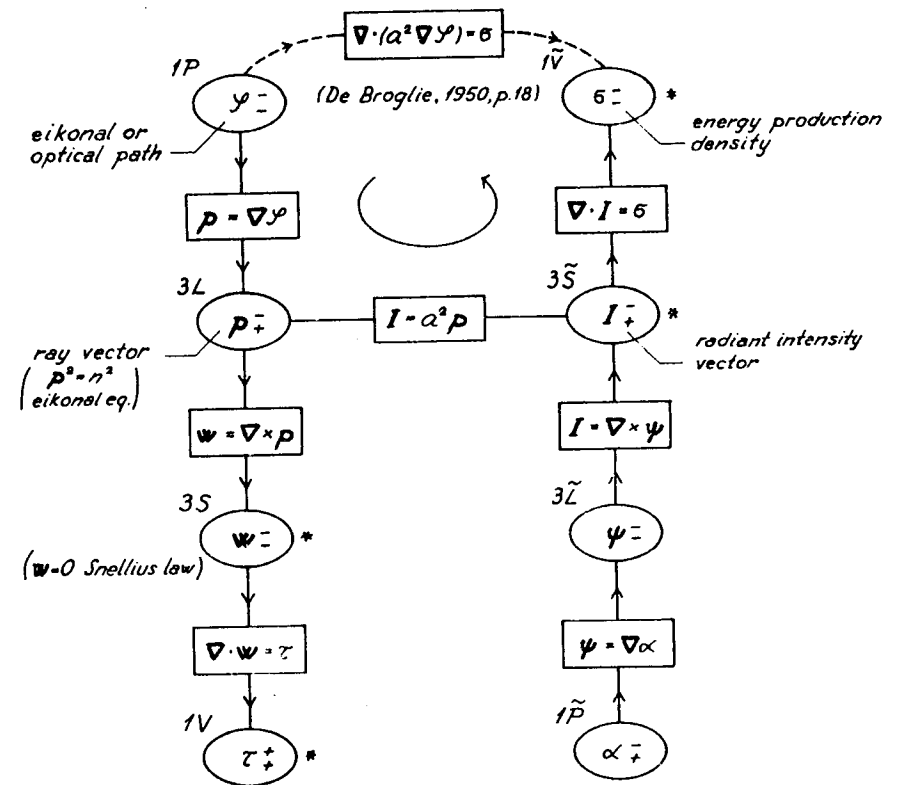 ∇·(a² ∇φ) = σ
1P
1Ṽ
φ − −
(De Broglie, 1950, p.18)
σ − − *
eikonal or
optical path
energy production
density
p = ∇φ
∇·I = σ
3L
3S̃
p − +
I = a² p
I − + *
ray vector
( p² = n²
eikonal eq. )
radiant intensity
vector
w = ∇ × p
I = ∇ × ψ
3S
3L̃
w − − *
ψ − −
(w=0 Snellius law)
∇·w = τ
ψ = ∇α
1V
1P̃
τ + + *
α − +